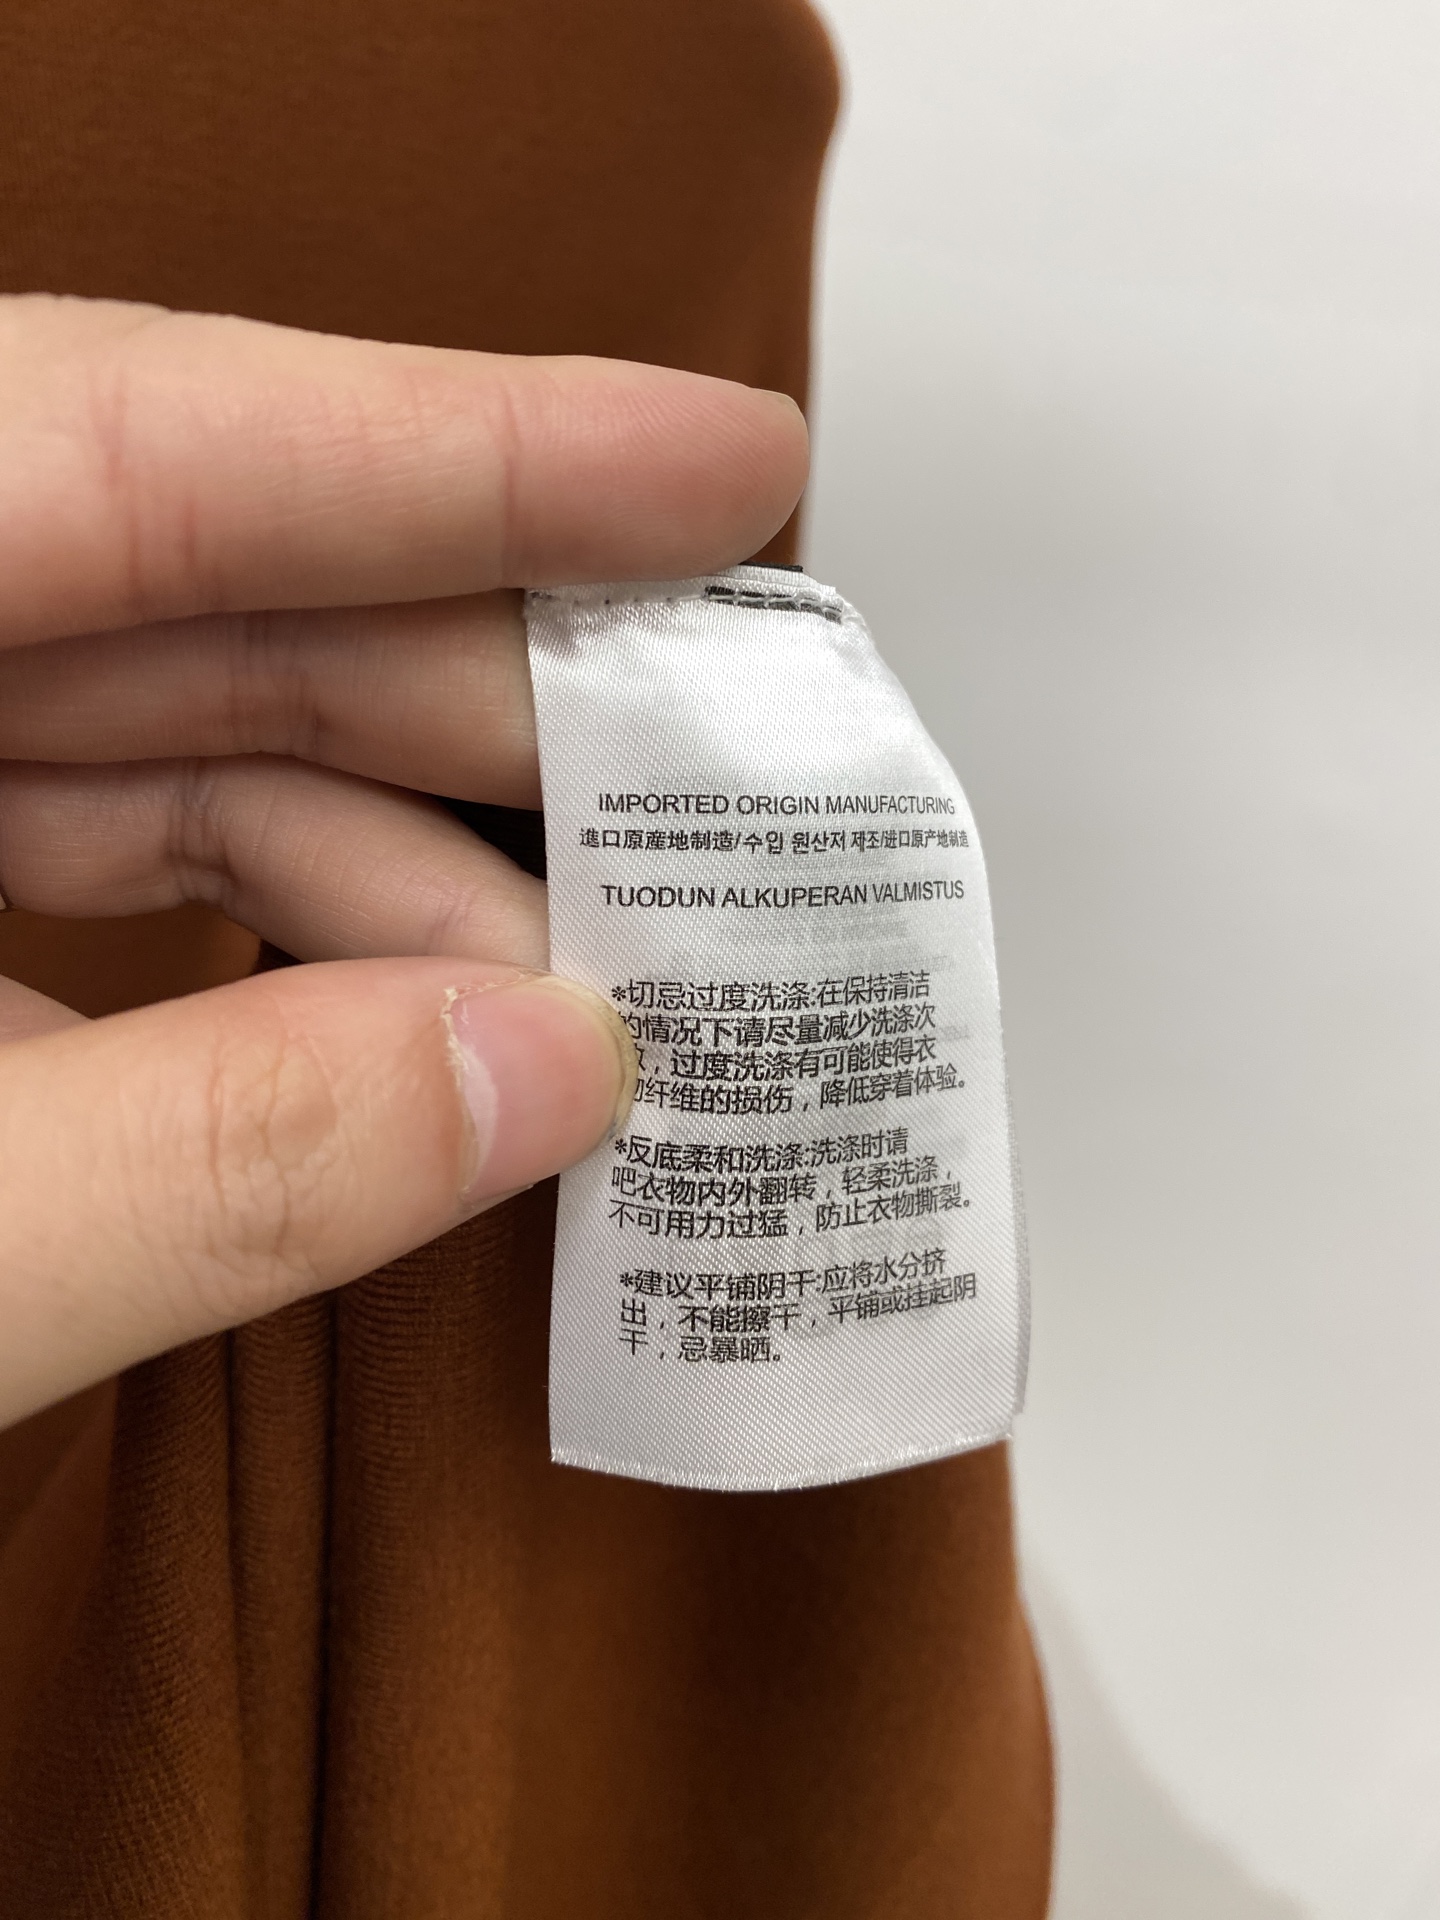 IMPORTED ORIGIN MANUFACTURING
進口原産地制造/수입 원산저 제조/进口原产地制造
TUODUN ALKUPERAN VALMISTUS
*切忌过度洗涤:在保持清洁
的情况下请尽量减少洗涤次
，过度洗涤有可能使得衣
物纤维的损伤，降低穿着体验。
*反底柔和洗涤:洗涤时请
吧衣物内外翻转，轻柔洗涤，
不可用力过猛，防止衣物撕裂。
*建议平铺阴干:应将水分挤
出，不能擦干，平铺或挂起阴
干，忌暴晒。